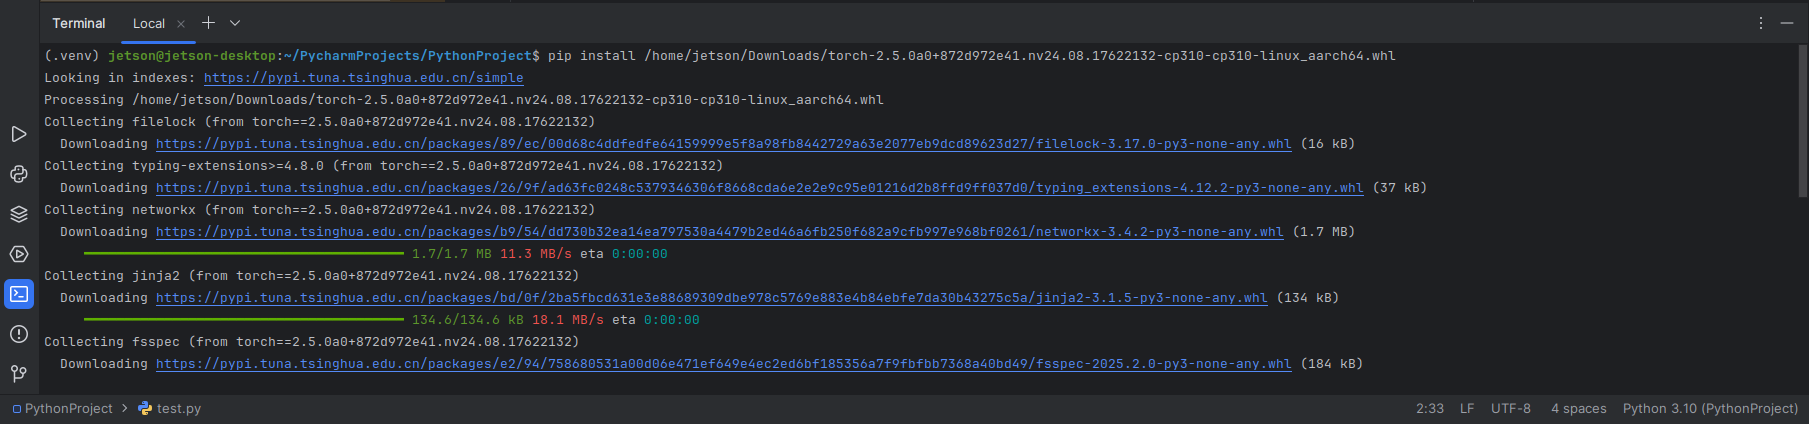 Terminal Local
(.venv) jetson@jetson-desktop:~/PycharmProjects/PythonProject$ pip install /home/jetson/Downloads/torch-2.5.0a0+872d972e41.nv24.08.17622132-cp310-cp310-linux_aarch64.whl
Looking in indexes: https://pypi.tuna.tsinghua.edu.cn/simple
Processing /home/jetson/Downloads/torch-2.5.0a0+872d972e41.nv24.08.17622132-cp310-cp310-linux_aarch64.whl
Collecting filelock (from torch==2.5.0a0+872d972e41.nv24.08.17622132)
Downloading https://pypi.tuna.tsinghua.edu.cn/packages/89/ec/00d68c4ddfedfe64159999e5f8a98fb8442729a63e2077eb9dcd89623d27/filelock-3.17.0-py3-none-any.whl (16 kB)
Collecting typing-extensions>=4.8.0 (from torch==2.5.0a0+872d972e41.nv24.08.17622132)
Downloading https://pypi.tuna.tsinghua.edu.cn/packages/26/9f/ad63fc0248c5379346306f8668cda6e2e2e9c95e01216d2b8ffd9ff037d0/typing_extensions-4.12.2-py3-none-any.whl (37 kB)
Collecting networkx (from torch==2.5.0a0+872d972e41.nv24.08.17622132)
Downloading https://pypi.tuna.tsinghua.edu.cn/packages/b9/54/dd730b32ea14ea797530a4479b2ed46a6fb250f682a9cfb997e968bf0261/networkx-3.4.2-py3-none-any.whl (1.7 MB)
1.7/1.7 MB 11.3 MB/s eta 0:00:00
Collecting jinja2 (from torch==2.5.0a0+872d972e41.nv24.08.17622132)
Downloading https://pypi.tuna.tsinghua.edu.cn/packages/bd/0f/2ba5fbcd631e3e88689309dbe978c5769e883e4b84ebfe7da30b43275c5a/jinja2-3.1.5-py3-none-any.whl (134 kB)
134.6/134.6 kB 18.1 MB/s eta 0:00:00
Collecting fsspec (from torch==2.5.0a0+872d972e41.nv24.08.17622132)
Downloading https://pypi.tuna.tsinghua.edu.cn/packages/e2/94/758680531a00d06e471ef649e4ec2ed6bf185356a7f9fbfbb7368a40bd49/fsspec-2025.2.0-py3-none-any.whl (184 kB)
PythonProject > test.py 2:33 LF UTF-8 4 spaces Python 3.10 (PythonProject)